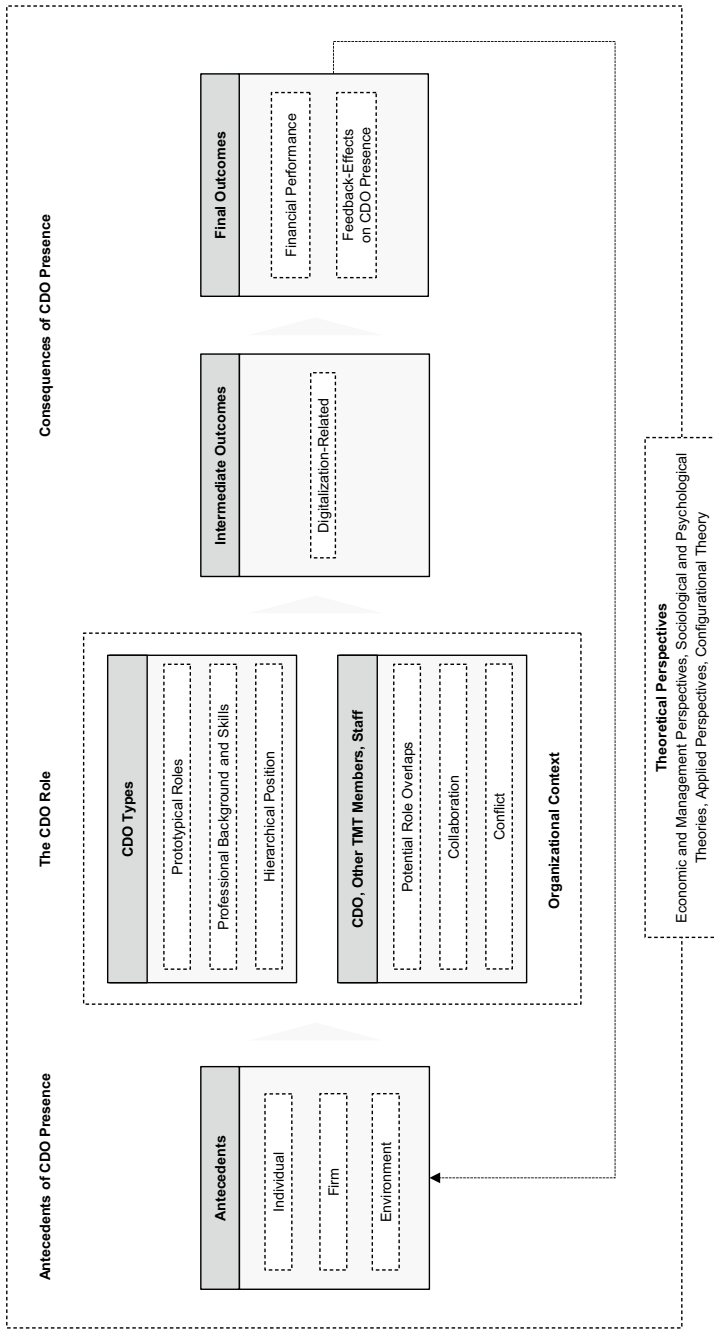 Antecedents of CDO Presence
The CDO Role
Consequences of CDO Presence
Antecedents
Individual
Firm
Environment
CDO Types
Prototypical Roles
Professional Background and Skills
Hierarchical Position
CDO, Other TMT Members, Staff
Potential Role Overlaps
Collaboration
Conflict
Organizational Context
Intermediate Outcomes
Digitalization-Related
Final Outcomes
Financial Performance
Feedback-Effects
on CDO Presence
Theoretical Perspectives
Economic and Management Perspectives, Sociological and Psychological
Theories, Applied Perspectives, Configurational Theory